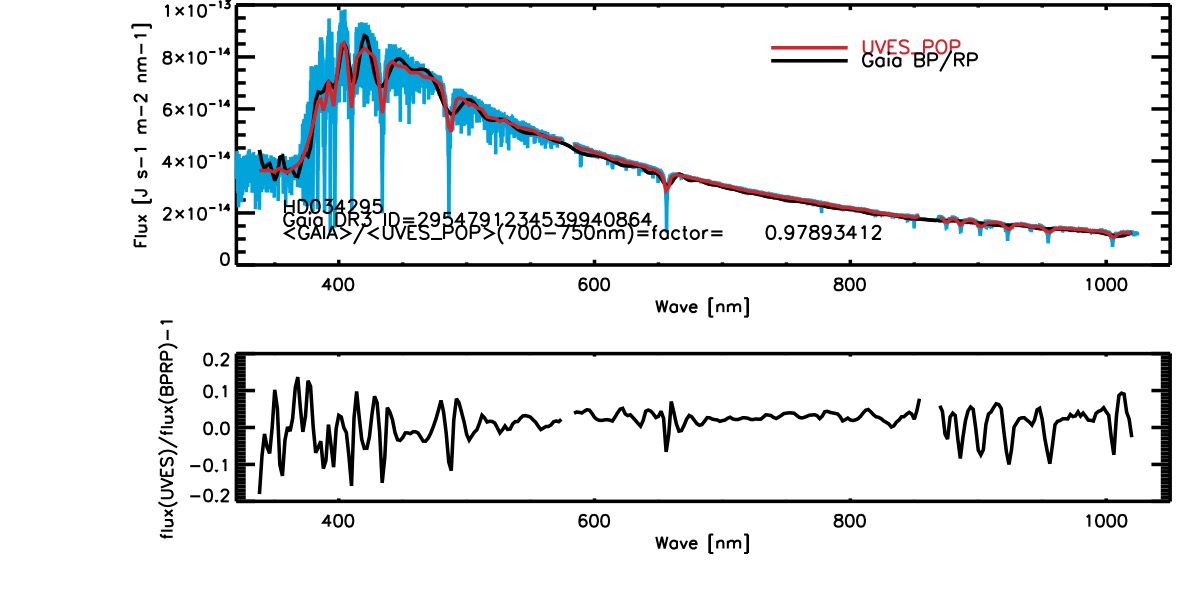 1×10−13
8×10−14
6×10−14
4×10−14
2×10−14
0
Flux [J s−1 m−2 nm−1]
UVES_POP
Gaia BP/RP
HD034295
Gaia DR3 ID=2954791234539940864
<GAIA>/<UVES_POP>(700−750nm)=factor= 0.97893412
400 600 800 1000
Wave [nm]
flux(UVES)/flux(BPRP)−1
0.2
0.1
0.0
−0.1
−0.2
400 600 800 1000
Wave [nm]